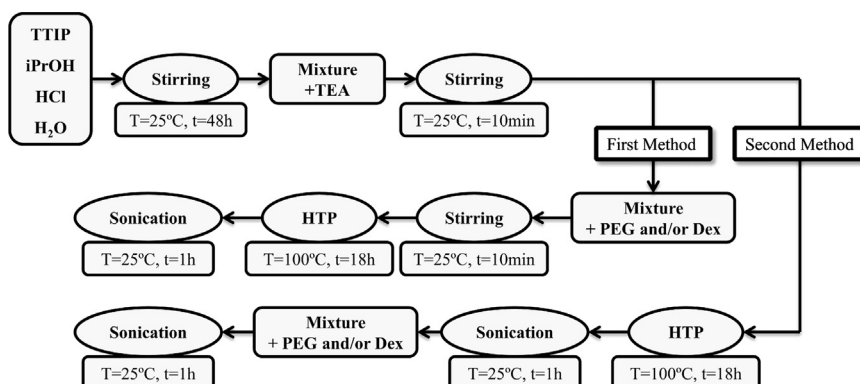 TTIP
iPrOH
HCl
H₂O
Stirring
T=25ºC, t=48h
Mixture
+TEA
Stirring
T=25ºC, t=10min
First Method
Second Method
Mixture
+ PEG and/or Dex
Stirring
T=25ºC, t=10min
HTP
T=100ºC, t=18h
Sonication
T=25ºC, t=1h
HTP
T=100ºC, t=18h
Sonication
T=25ºC, t=1h
Mixture
+ PEG and/or Dex
Sonication
T=25ºC, t=1h